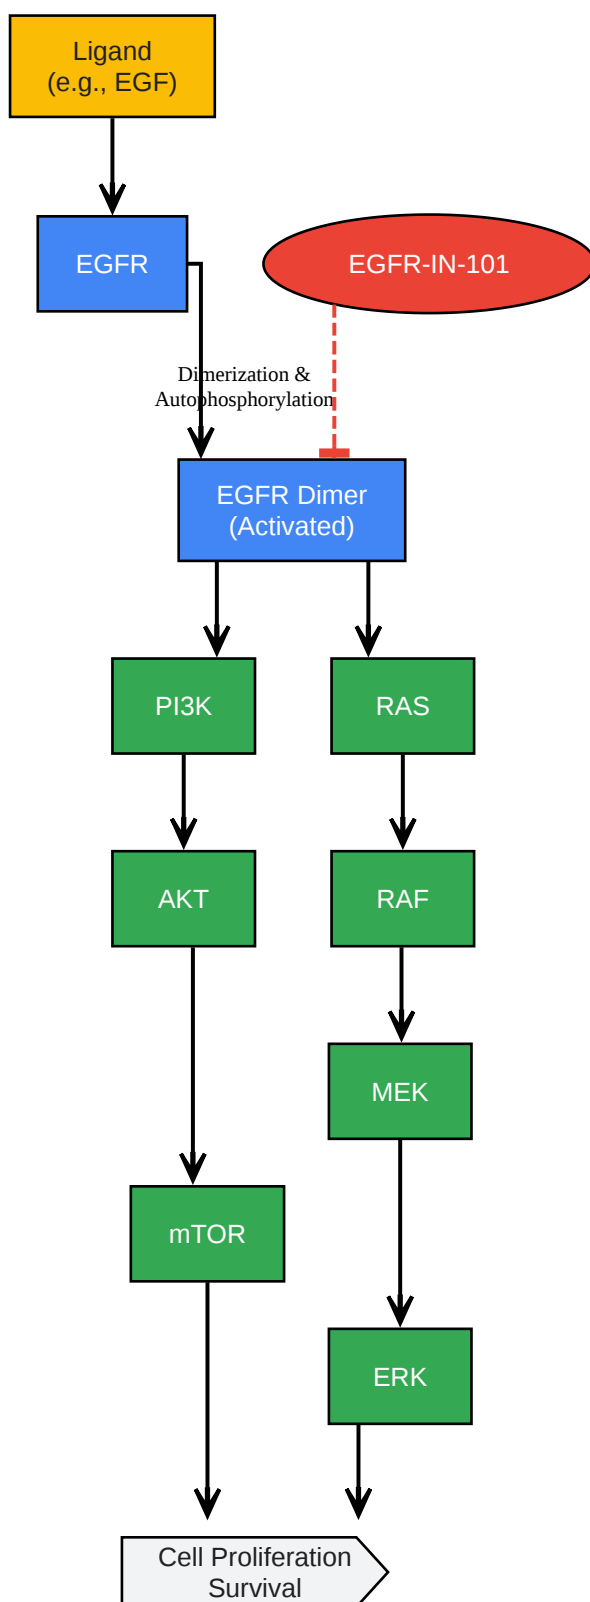 Ligand
(e.g., EGF)
EGFR
EGFR-IN-101
Dimerization &
Autophosphorylation
EGFR Dimer
(Activated)
PI3K
RAS
AKT
RAF
MEK
mTOR
ERK
Cell Proliferation
Survival